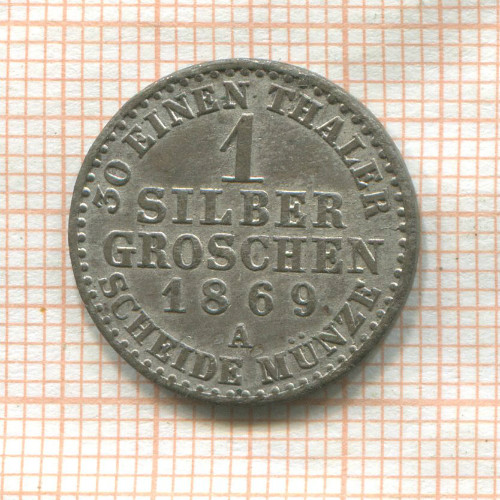 30 EINEN THALER
1
SILBER
GROSCHEN
1869
A
SCHEIDE MÜNZE